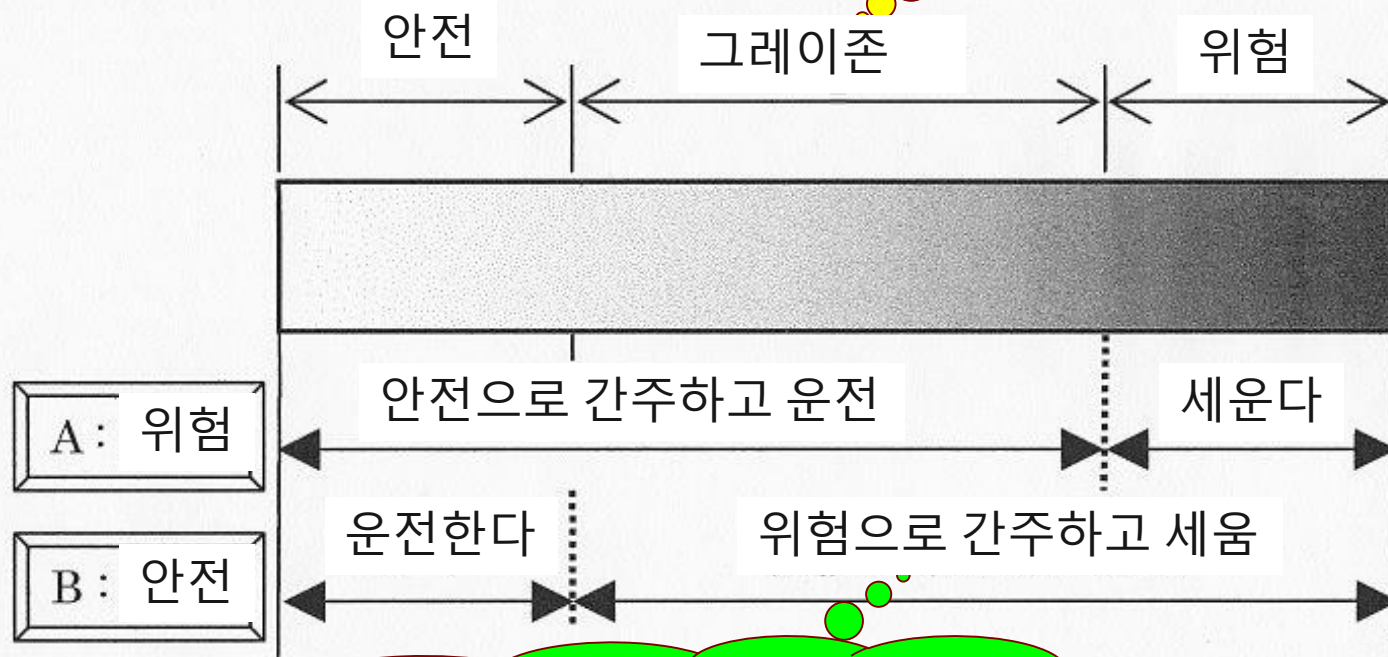 안전
그레이존
위험
A: 위험
안전으로 간주하고 운전
세운다
B: 안전
운전한다
위험으로 간주하고 세움